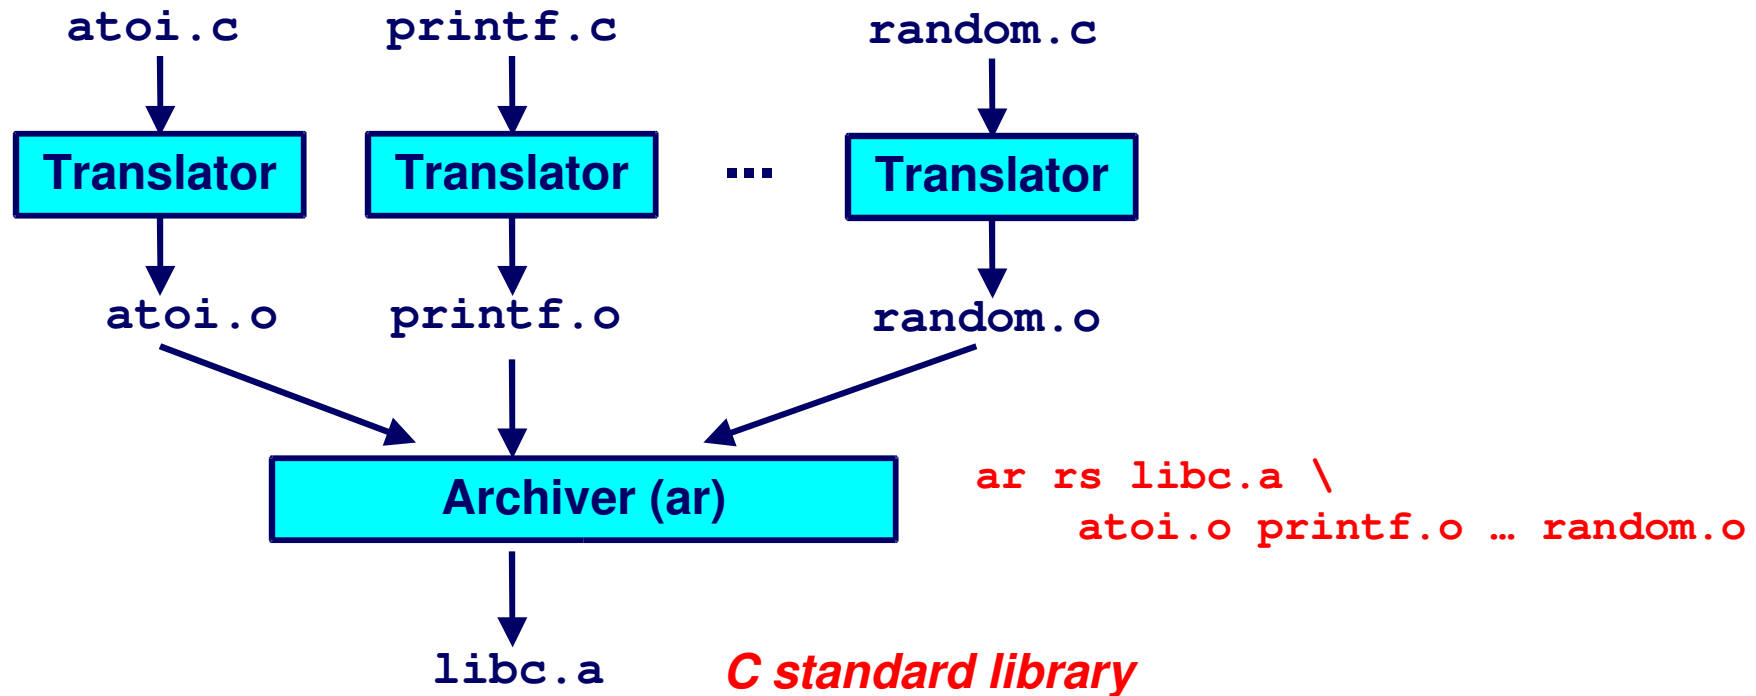 atoi.c printf.c random.c
Translator Translator ... Translator
atoi.o printf.o random.o
Archiver (ar)
ar rs libc.a \
atoi.o printf.o … random.o
libc.a C standard library